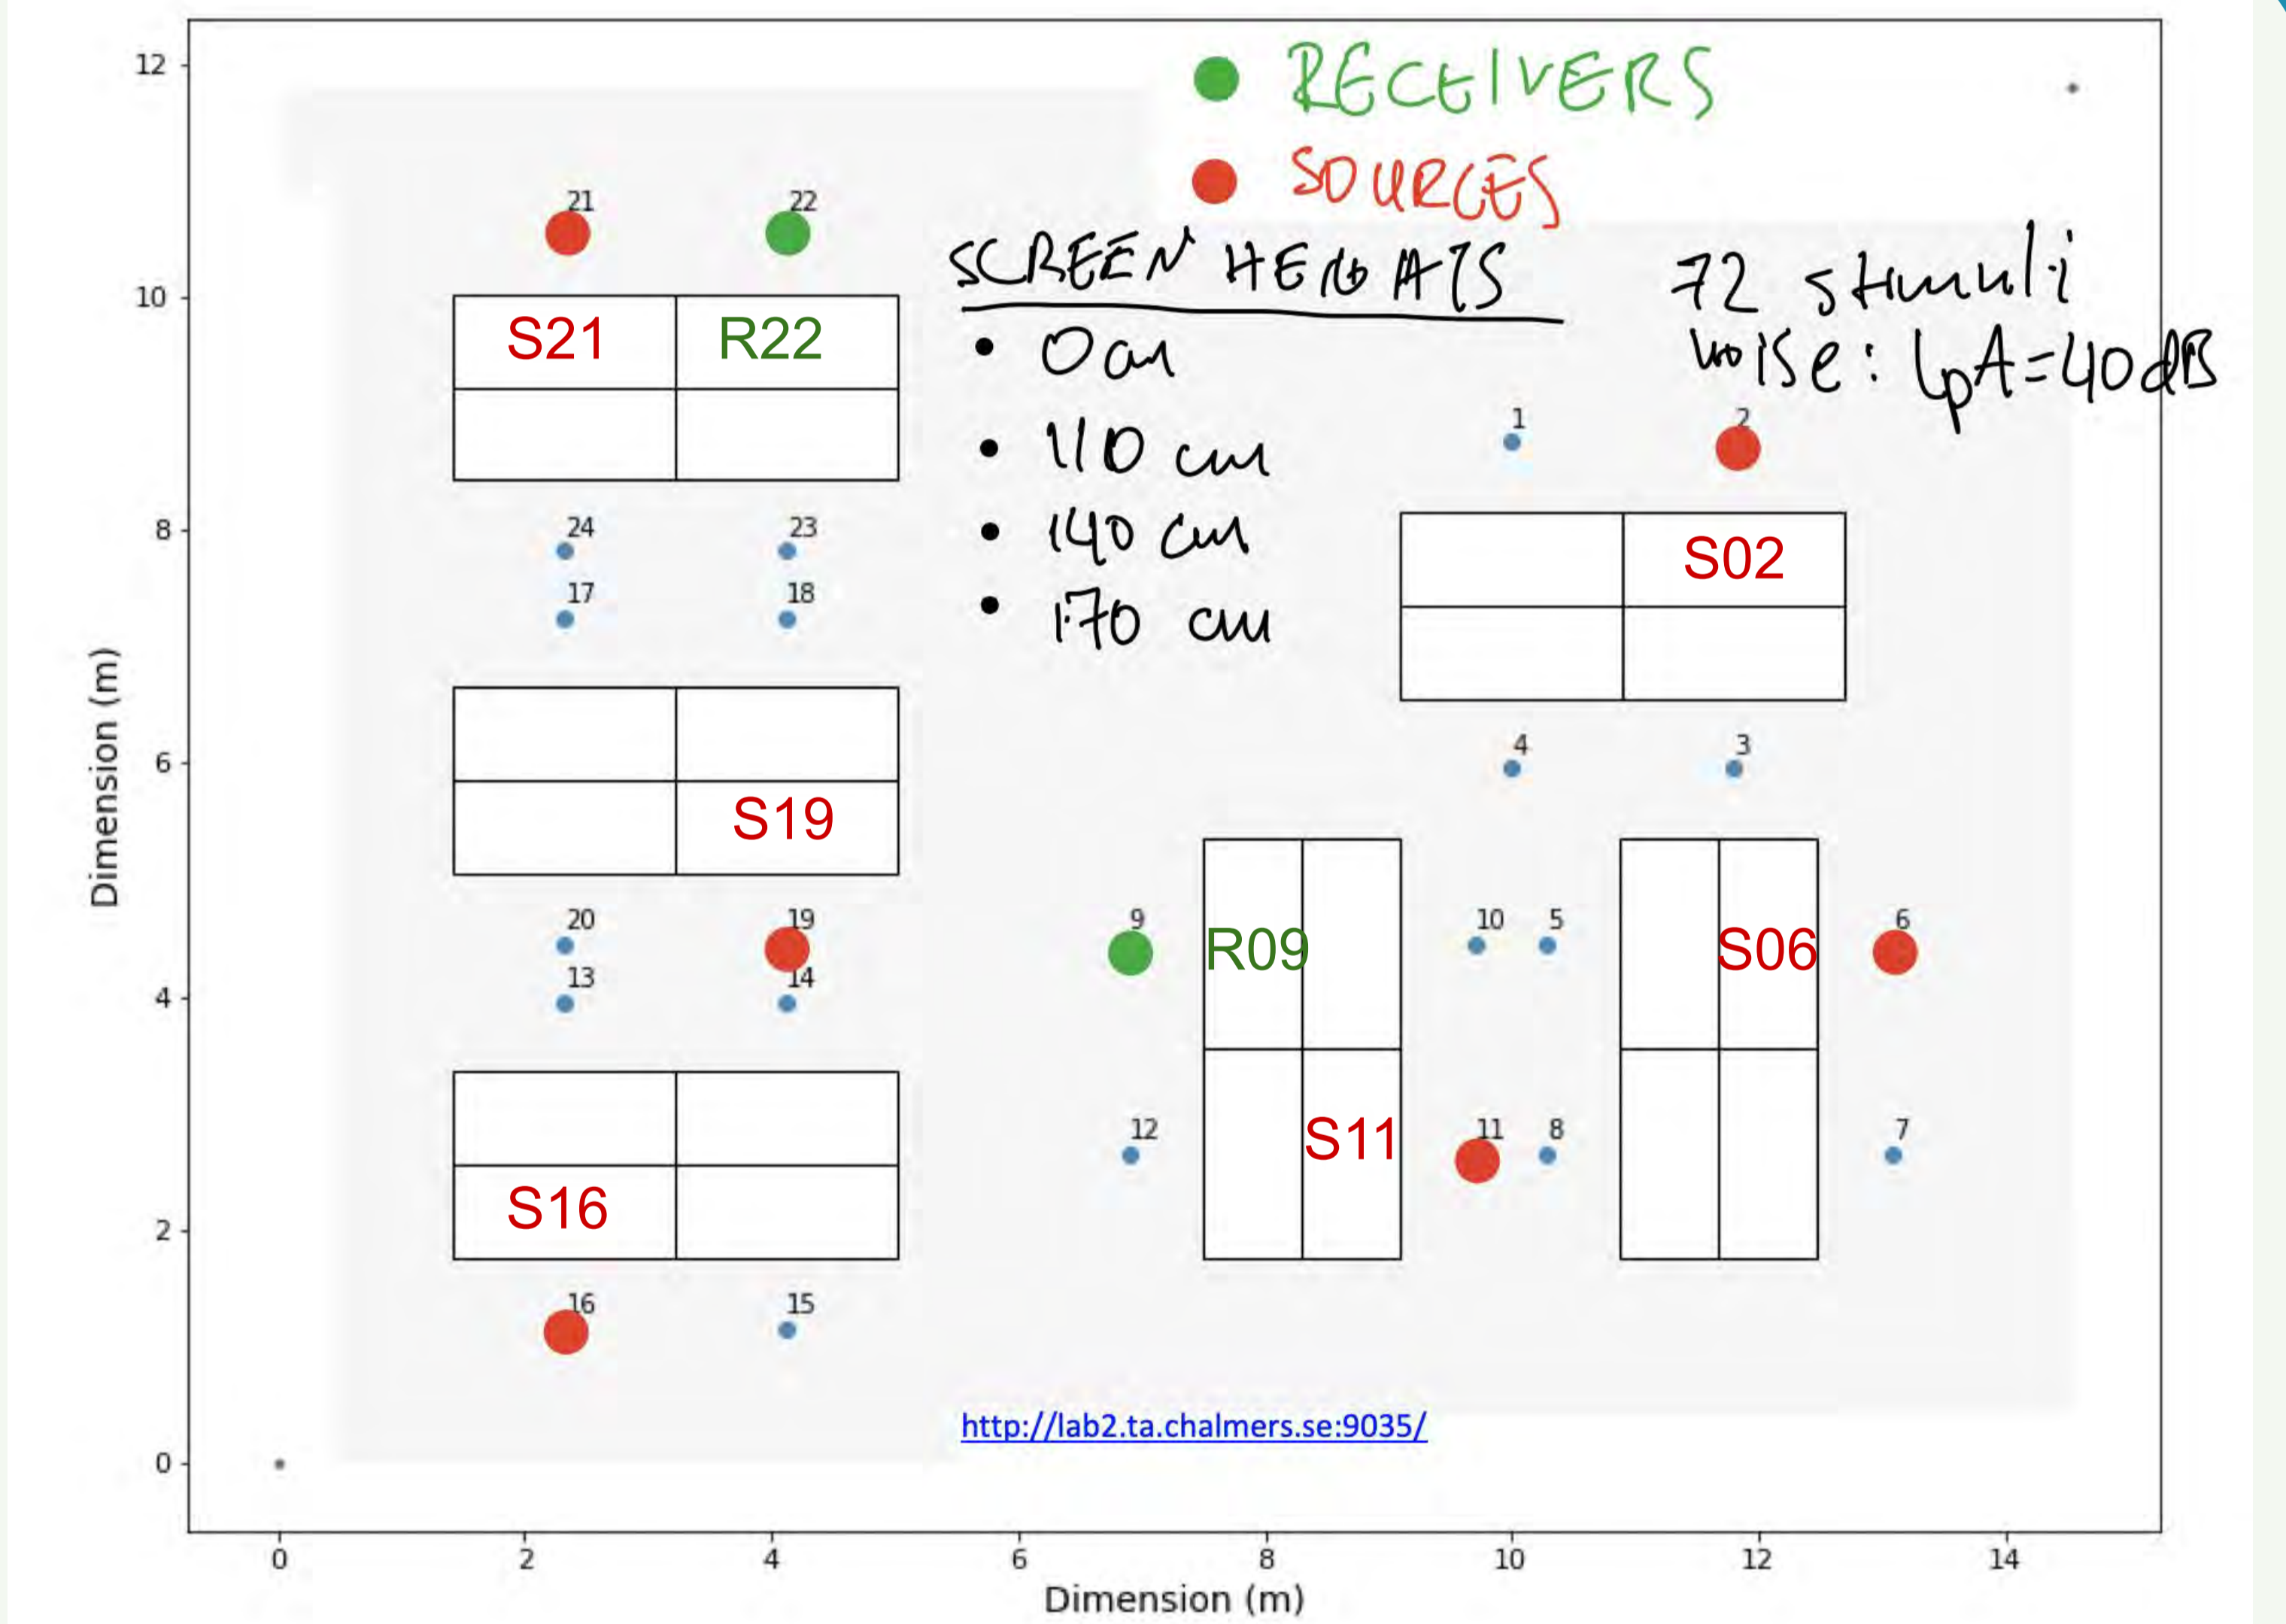 12
RECEIVERS
SOURCES
21
22
SCREEN HEIGHTS
72 stimuli
10
S21
R22
0 cm
noise: LpA=40dB
1
2
110 cm
8
24
23
140 cm
S02
17
18
170 cm
Dimension (m)
6
4
3
S19
20
19
9
10
5
6
R09
S06
4
13
14
12
11
8
7
S11
2
S16
16
15
http://lab2.ta.chalmers.se:9035/
0
0
2
4
6
8
10
12
14
Dimension (m)